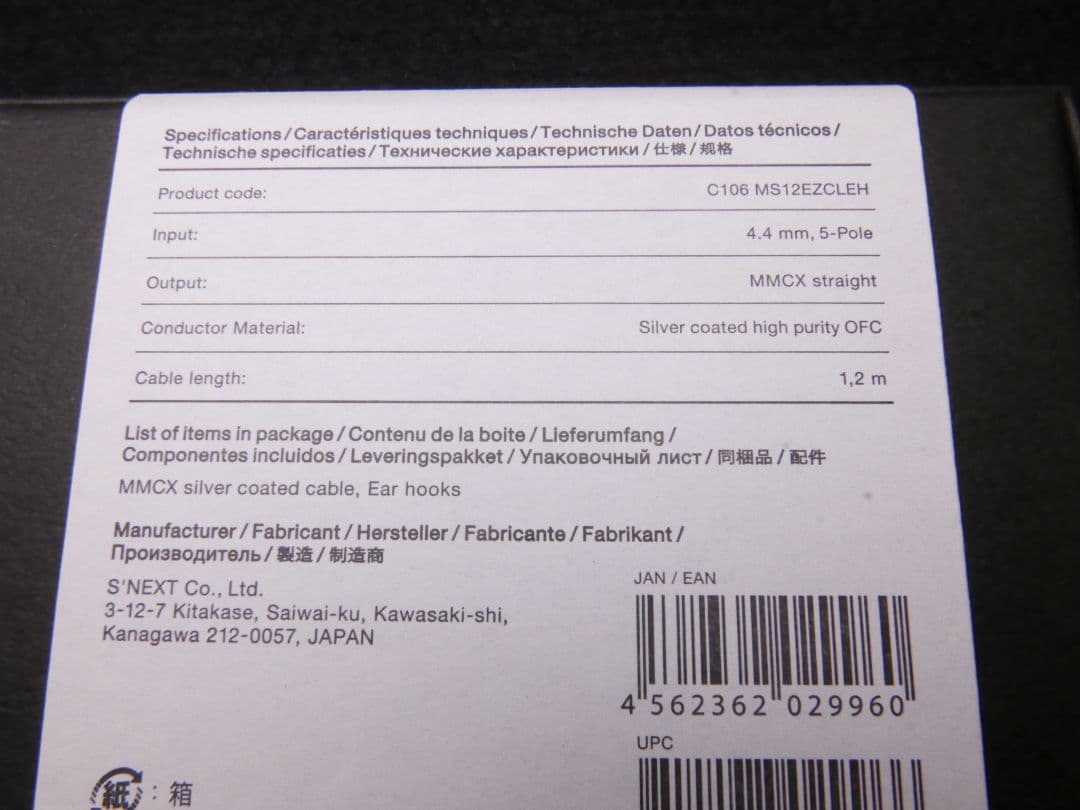 Specifications / Caractéristiques techniques / Technische Daten / Datos técnicos /
Technische specificaties / Технические характеристики / 仕様 / 规格
Product code: C106 MS12EZCLEH
Input: 4.4 mm, 5-Pole
Output: MMCX straight
Conductor Material: Silver coated high purity OFC
Cable length: 1,2 m
List of items in package / Contenu de la boite / Lieferumfang /
Componentes incluidos / Leveringspakket / Упаковочный лист / 同梱品 / 配件
MMCX silver coated cable, Ear hooks
Manufacturer / Fabricant / Hersteller / Fabricante / Fabrikant /
Производитель / 製造 / 制造商
S'NEXT Co., Ltd.
3-12-7 Kitakase, Saiwai-ku, Kawasaki-shi,
Kanagawa 212-0057, JAPAN
JAN / EAN
4 562362 029960
UPC
紙 : 箱